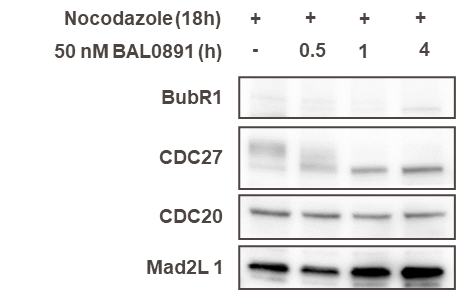 Nocodazole (18h) + + + +
50 nM BAL0891 (h) - 0.5 1 4
BubR1
CDC27
CDC20
Mad2L 1